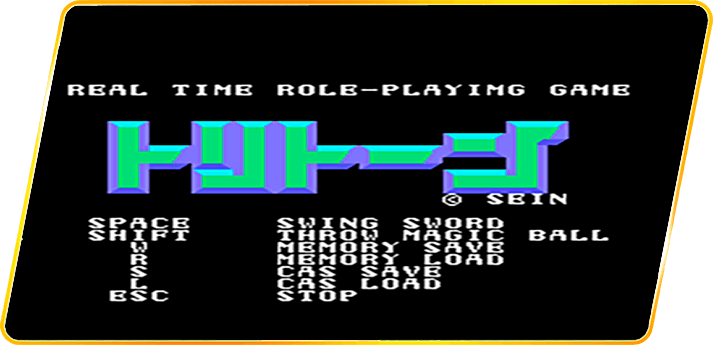 REAL TIME ROLE-PLAYING GAME
トリトーン
© SEIN
SPACE SWING SWORD
SHIFT THROW MAGIC BALL
W MEMORY SAVE
R MEMORY LOAD
S CAS SAVE
L CAS LOAD
ESC STOP